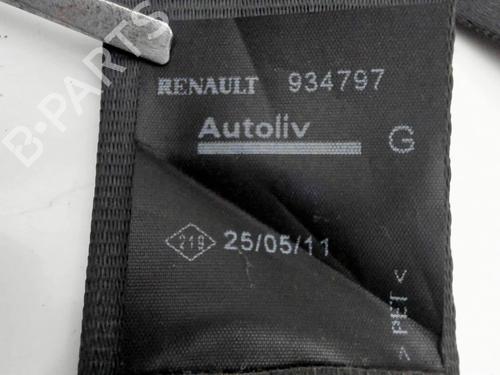 RENAULT 934797
Autoliv
G
219 25/05/11
> PET <
B-PARTS